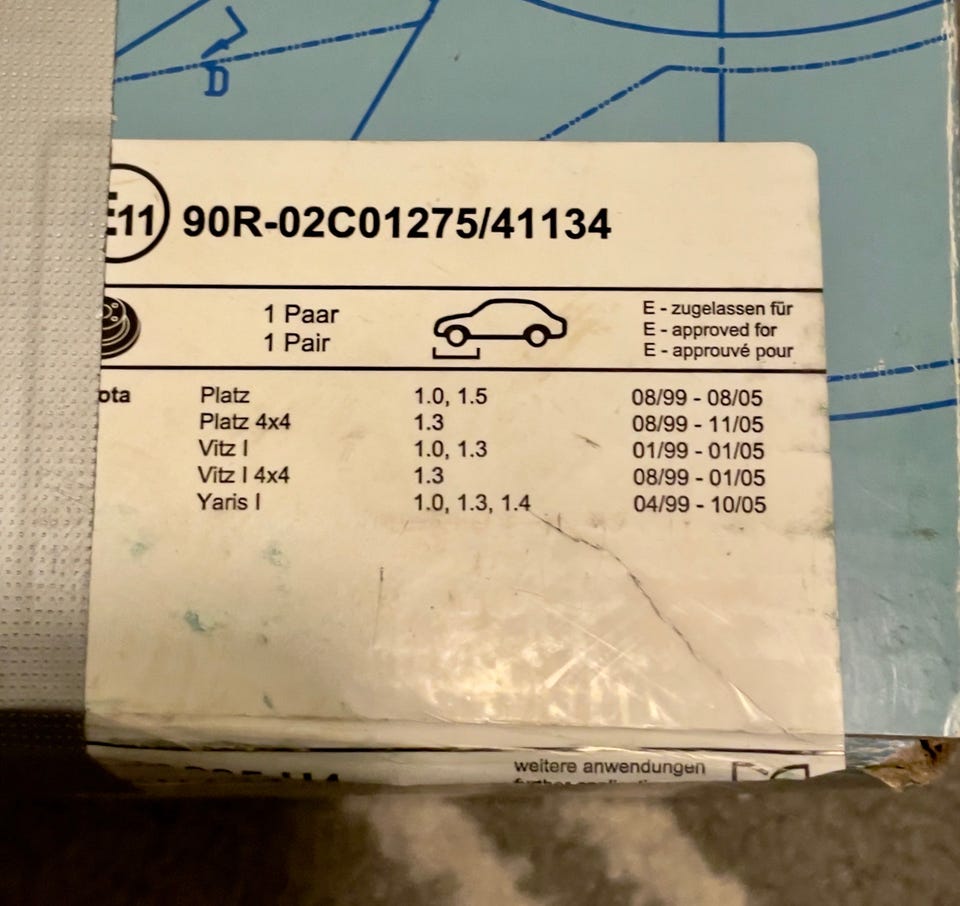 D
E11 90R-02C01275/41134
1 Paar
1 Pair
E - zugelassen für
E - approved for
E - approuvé pour
ota Platz 1.0, 1.5 08/99 - 08/05
Platz 4x4 1.3 08/99 - 11/05
Vitz I 1.0, 1.3 01/99 - 01/05
Vitz I 4x4 1.3 08/99 - 01/05
Yaris I 1.0, 1.3, 1.4 04/99 - 10/05
weitere anwendungen